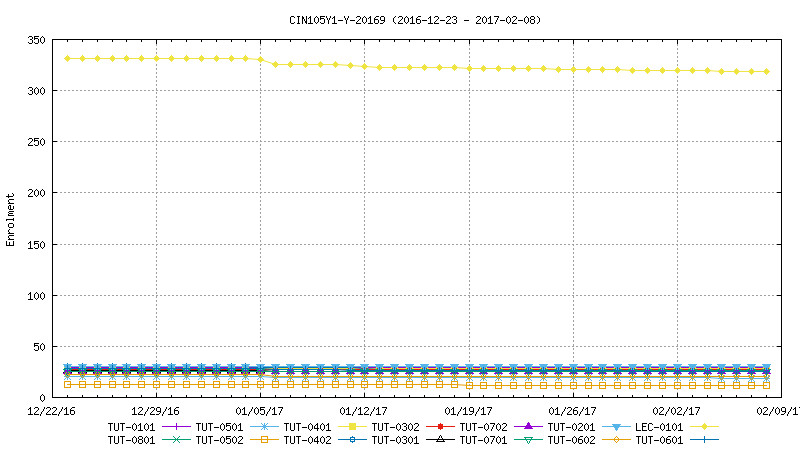 CIN105Y1-Y-20169 (2016-12-23 - 2017-02-08)
350
300
250
200
150
100
50
0
Enrolment
12/22/16 12/29/16 01/05/17 01/12/17 01/19/17 01/26/17 02/02/17 02/09/1
TUT-0101 TUT-0501 TUT-0401 TUT-0302 TUT-0702 TUT-0201 LEC-0101
TUT-0801 TUT-0502 TUT-0402 TUT-0301 TUT-0701 TUT-0602 TUT-0601